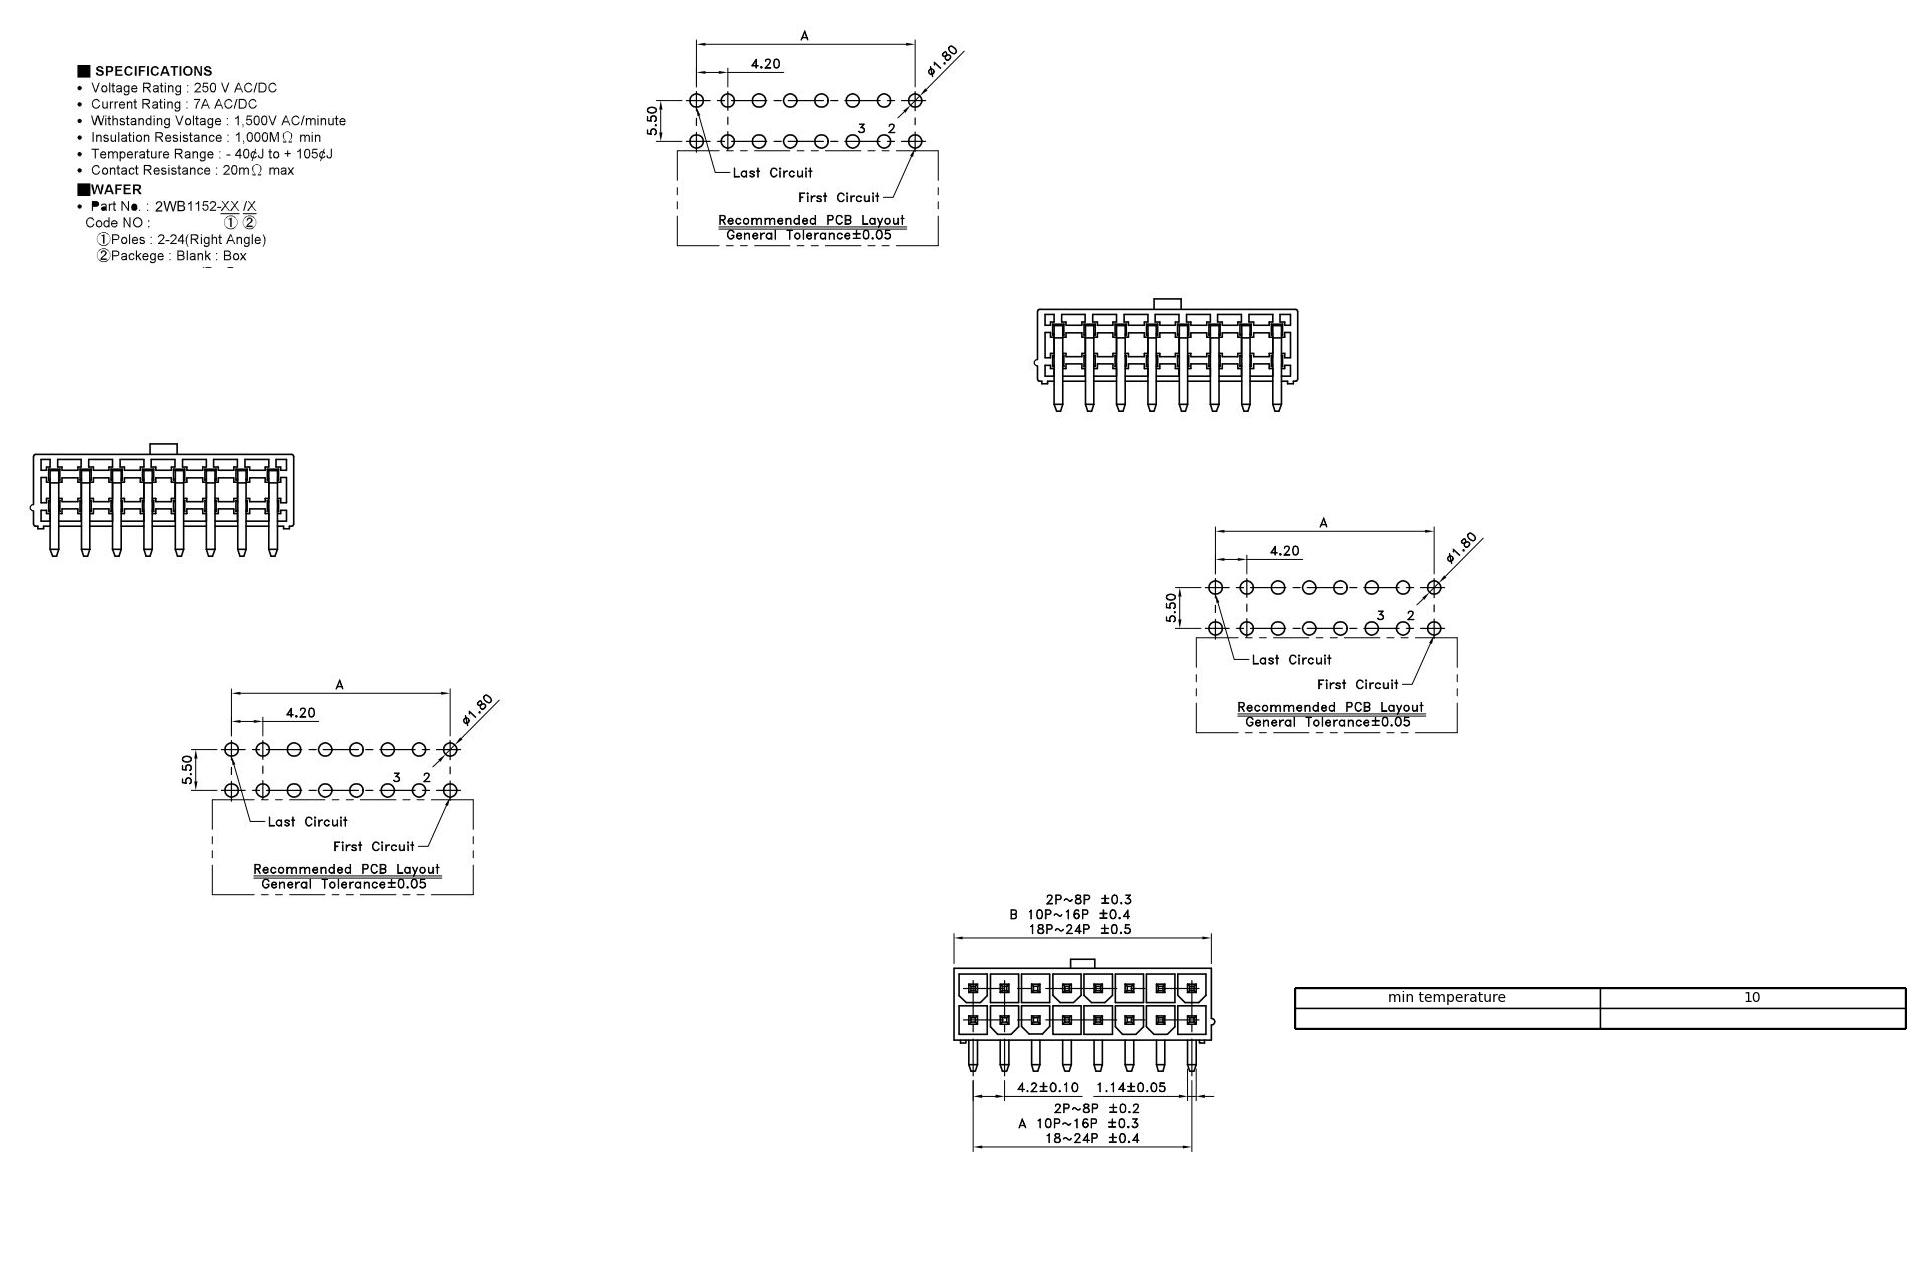 ■ SPECIFICATIONS
• Voltage Rating : 250 V AC/DC
• Current Rating : 7A AC/DC
• Withstanding Voltage : 1,500V AC/minute
• Insulation Resistance : 1,000MΩ min
• Temperature Range : - 40¢J to + 105¢J
• Contact Resistance : 20mΩ max
■WAFER
• Part No. : 2WB1152-XX /X
Code NO : ① ②
①Poles : 2-24(Right Angle)
②Packege : Blank : Box
A
4.20
ø1.80
5.50
3 2
Last Circuit
First Circuit
Recommended PCB Layout
General Tolerance±0.05
A
4.20
ø1.80
5.50
3 2
Last Circuit
First Circuit
Recommended PCB Layout
General Tolerance±0.05
A
4.20
ø1.80
5.50
3 2
Last Circuit
First Circuit
Recommended PCB Layout
General Tolerance±0.05
2P~8P ±0.3
B 10P~16P ±0.4
18P~24P ±0.5
4.2±0.10 1.14±0.05
2P~8P ±0.2
A 10P~16P ±0.3
18~24P ±0.4
min temperature 10